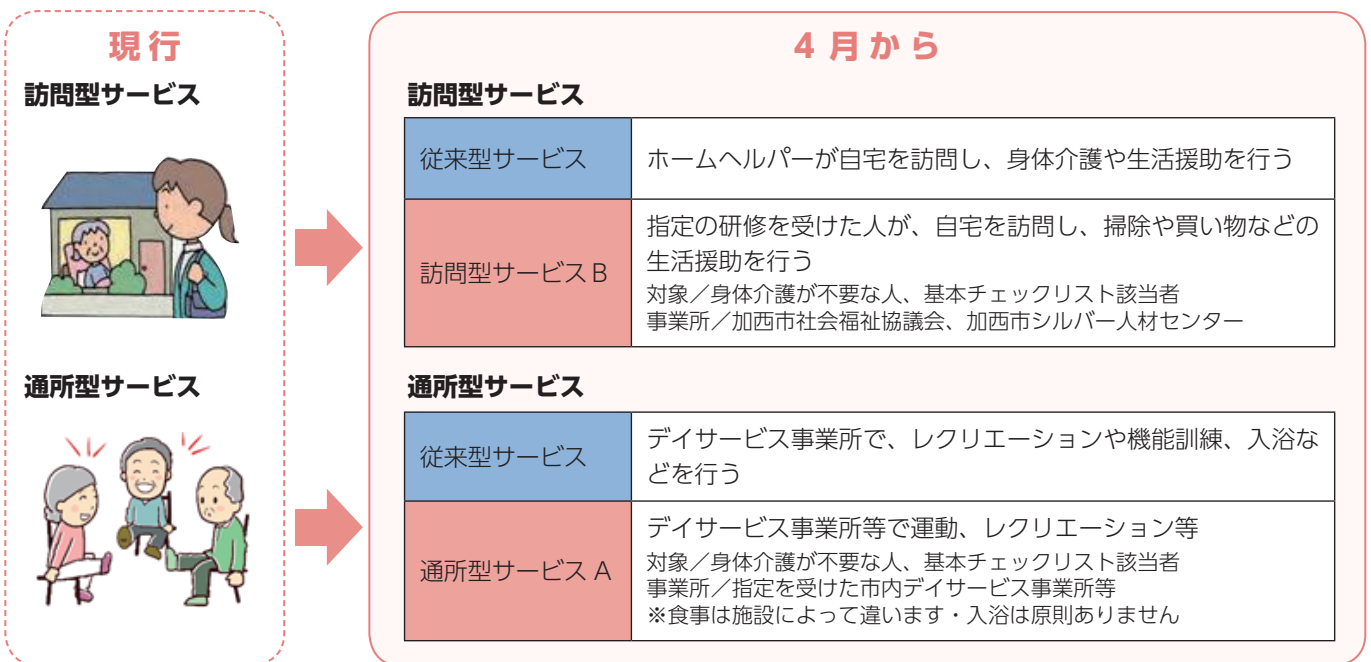 現行
訪問型サービス
通所型サービス
4月から
訪問型サービス
従来型サービス
ホームヘルパーが自宅を訪問し、身体介護や生活援助を行う
訪問型サービスB
指定の研修を受けた人が、自宅を訪問し、掃除や買い物などの
生活援助を行う
対象／身体介護が不要な人、基本チェックリスト該当者
事業所／加西市社会福祉協議会、加西市シルバー人材センター
通所型サービス
従来型サービス
デイサービス事業所で、レクリエーションや機能訓練、入浴な
どを行う
通所型サービス A
デイサービス事業所等で運動、レクリエーション等
対象／身体介護が不要な人、基本チェックリスト該当者
事業所／指定を受けた市内デイサービス事業所等
※食事は施設によって違います・入浴は原則ありません